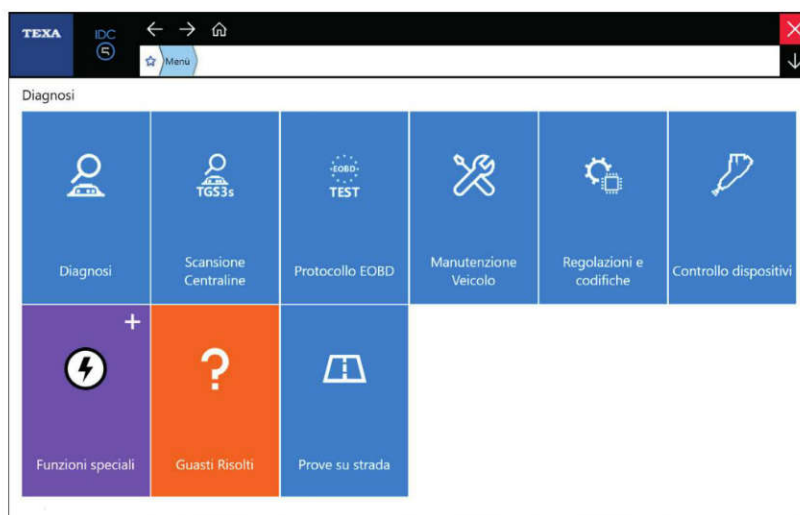 TEXA
IDC
5
Menù
Diagnosi
TGS3s
EOBD
TEST
Diagnosi
Scansione
Centraline
Protocollo EOBD
Manutenzione
Veicolo
Regolazioni e
codifiche
Controllo dispositivi
Funzioni speciali
Guasti Risolti
Prove su strada